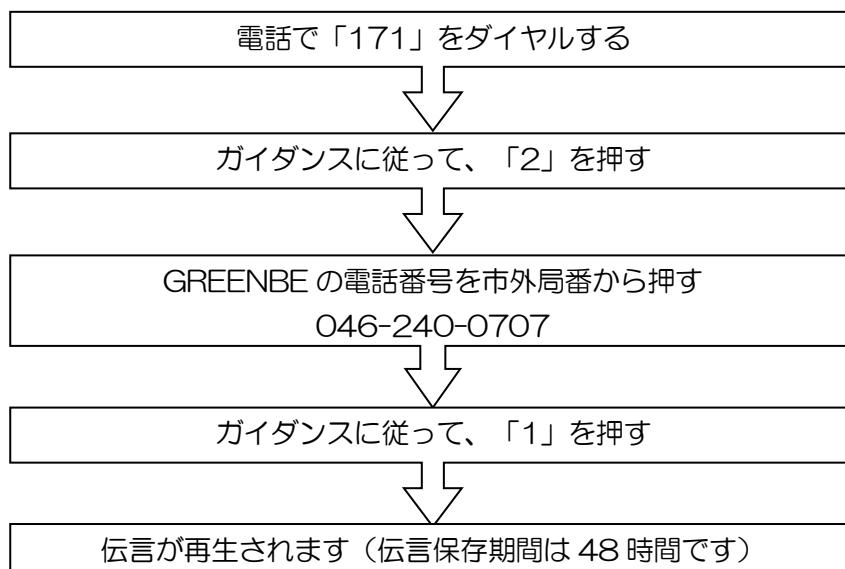 電話で「171」をダイヤルする
ガイダンスに従って、「2」を押す
GREENBE の電話番号を市外局番から押す
046-240-0707
ガイダンスに従って、「1」を押す
伝言が再生されます（伝言保存期間は 48 時間です）